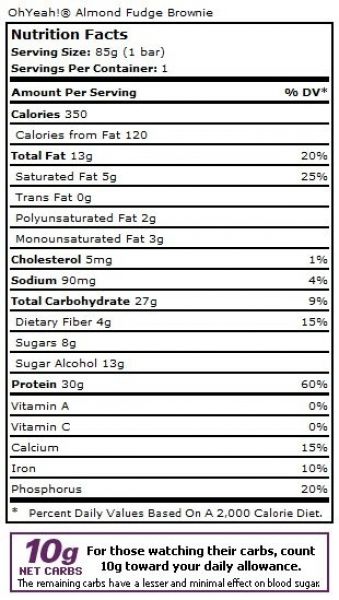 OhYeah!® Almond Fudge Brownie
Nutrition Facts
Serving Size: 85g (1 bar)
Servings Per Container: 1
Amount Per Serving % DV*
Calories 350
Calories from Fat 120
Total Fat 13g 20%
Saturated Fat 5g 25%
Trans Fat 0g
Polyunsaturated Fat 2g
Monounsaturated Fat 3g
Cholesterol 5mg 1%
Sodium 90mg 4%
Total Carbohydrate 27g 9%
Dietary Fiber 4g 15%
Sugars 8g
Sugar Alcohol 13g
Protein 30g 60%
Vitamin A 0%
Vitamin C 0%
Calcium 15%
Iron 10%
Phosphorus 20%
* Percent Daily Values Based On A 2,000 Calorie Diet.
10g
NET CARBS
For those watching their carbs, count
10g toward your daily allowance.
The remaining carbs have a lesser and minimal effect on blood sugar.